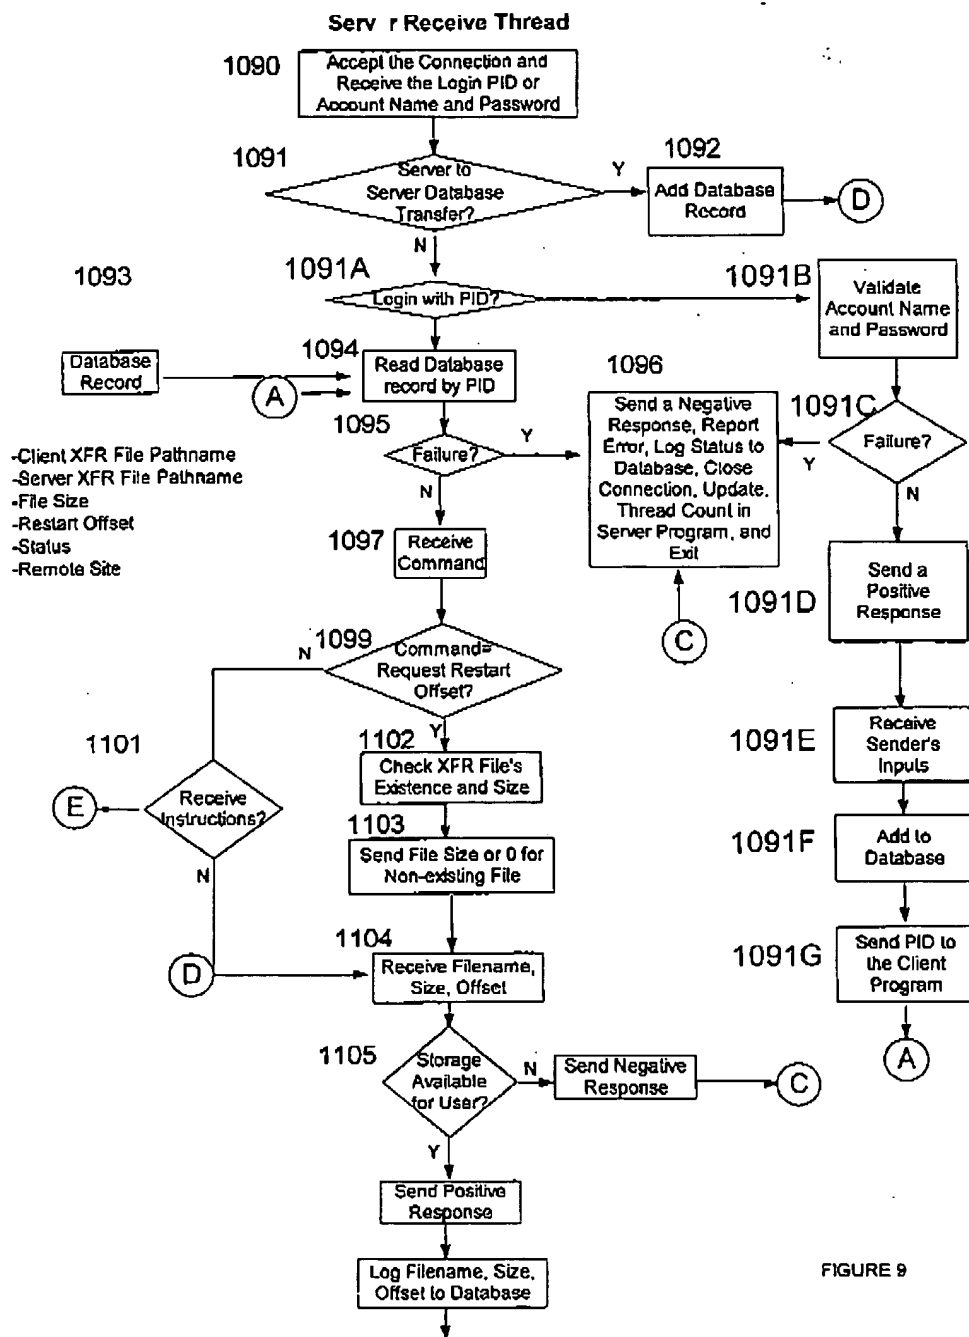 Serv r Receive Thread
1090
Accept the Connection and
Receive the Login PID or
Account Name and Password
1091
Server to
Server Database
Transfer?
Y
1092
Add Database
Record
D
N
1091A
Login with PID?
1091B
Validate
Account Name
and Password
1093
Database
Record
A
1094
Read Database
record by PID
-Client XFR File Pathname
-Server XFR File Pathname
-File Size
-Restart Offset
-Status
-Remote Site
1095
Failure?
Y
N
1096
Send a Negative
Response, Report
Error, Log Status to
Database, Close
Connection, Update.
Thread Count in
Server Program, and
Exit
C
1091C
Failure?
Y
N
1091D
Send a
Positive
Response
1091E
Receive
Sender's
Inputs
1091F
Add to
Database
1091G
Send PID to
the Client
Program
A
1097
Receive
Command
1099
Command=
Request Restart
Offset?
N
Y
1101
Receive
Instructions?
E
N
1102
Check XFR File's
Existence and Size
1103
Send File Size or 0 for
Non-existing File
D
1104
Receive Filename,
Size, Offset
1105
Storage
Available
for User?
N
Send Negative
Response
C
Y
Send Positive
Response
Log Filename, Size,
Offset to Database
FIGURE 9